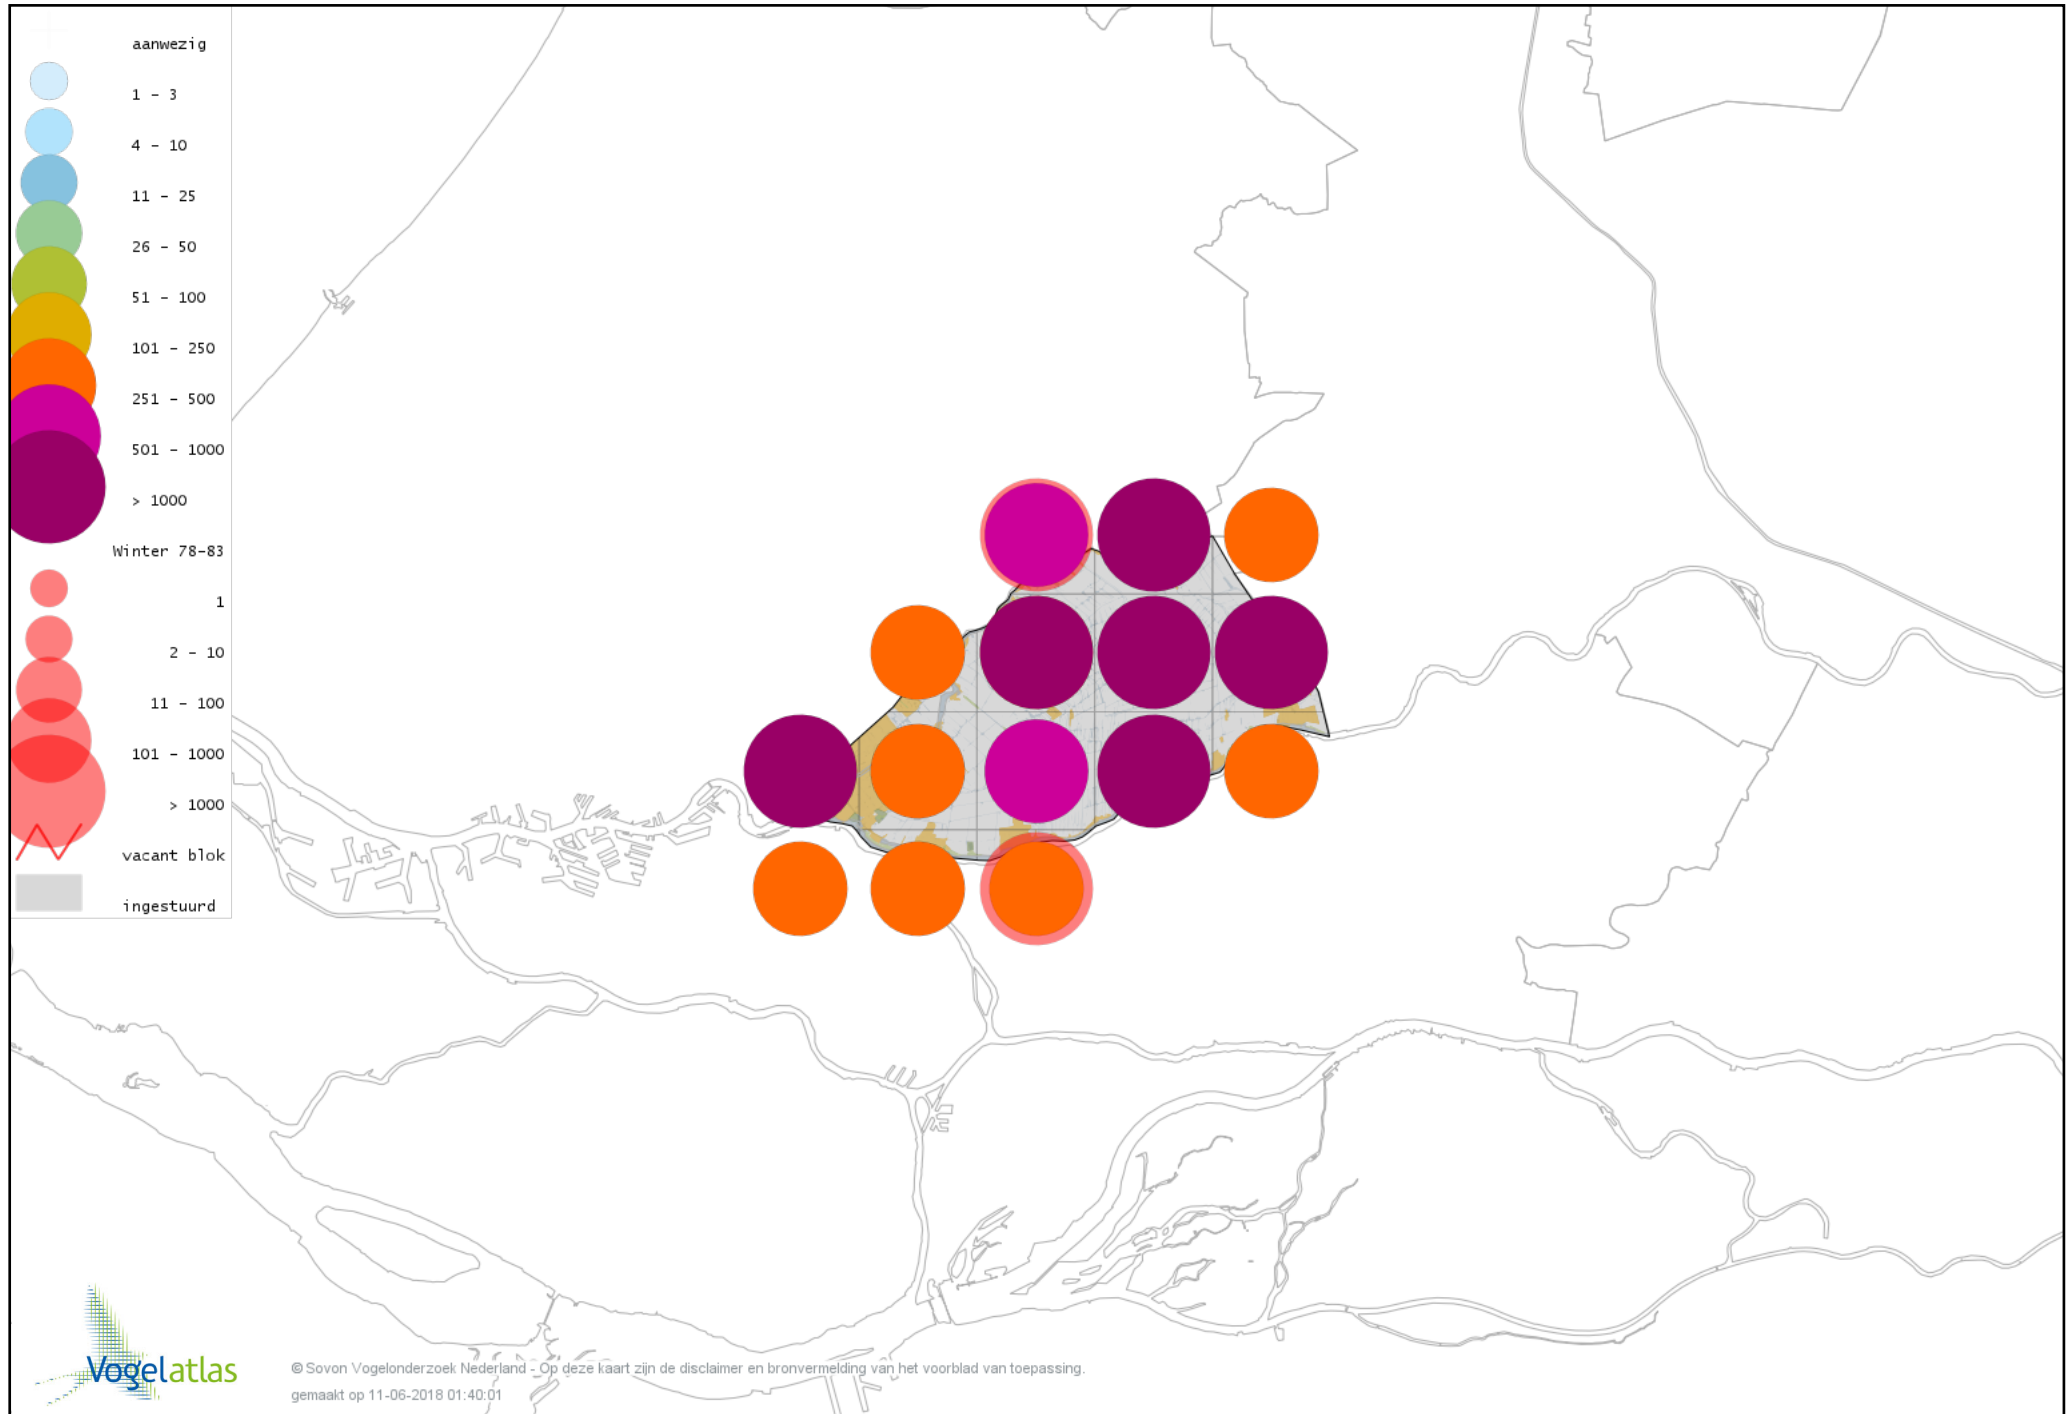 aanwezig
1 - 3
4 - 10
11 - 25
26 - 50
51 - 100
101 - 250
251 - 500
501 - 1000
> 1000
Winter 78-83
1
2 - 10
11 - 100
101 - 1000
> 1000
vacant blok
ingestuurd
Vogelatlas
© Sovon Vogelonderzoek Nederland - Op deze kaart zijn de disclaimer en bronvermelding van het voorblad van toepassing.
gemaakt op 11-06-2018 01:40:01